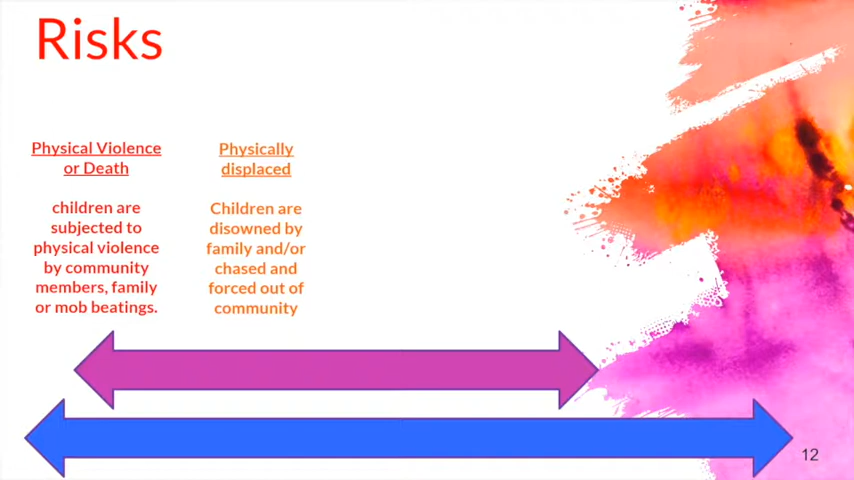 Risks
Physical Violence
or Death
children are
subjected to
physical violence
by community
members, family
or mob beatings.
Physically
displaced
Children are
disowned by
family and/or
chased and
forced out of
community
12